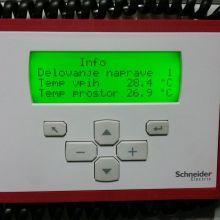 Info
Delovanje naprave 1
Temp vpih 28.4 °C
Temp prostor 26.9 °C
Schneider
Electric